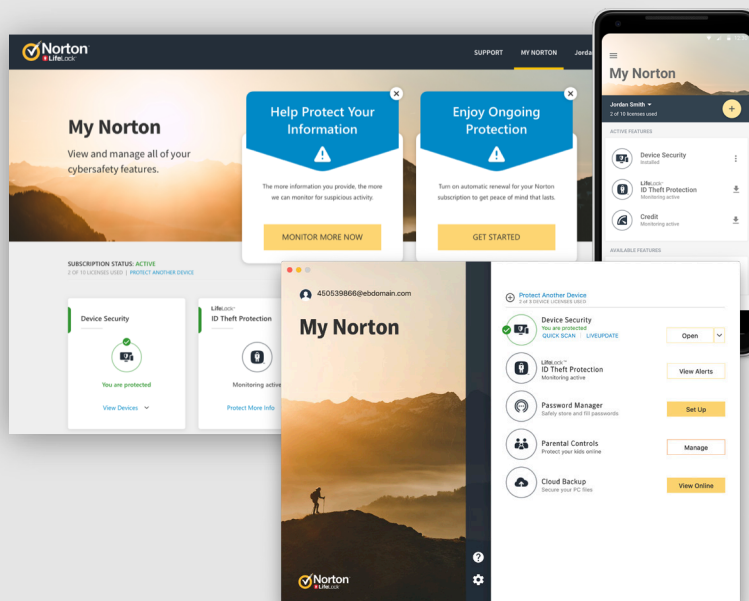 Norton
LifeLock
SUPPORT
MY NORTON
Jorda
My Norton
View and manage all of your
cybersafety features.
Help Protect Your
Information
The more information you provide, the more
we can monitor for suspicious activity.
MONITOR MORE NOW
Enjoy Ongoing
Protection
Turn on automatic renewal for your Norton
subscription to get peace of mind that lasts.
GET STARTED
SUBSCRIPTION STATUS: ACTIVE
2 OF 10 LICENSES USED | PROTECT ANOTHER DEVICE
Device Security
You are protected
View Devices
LifeLock™
ID Theft Protection
Monitoring active
Protect More Info
My Norton
Jordan Smith
2 of 10 licenses used
ACTIVE FEATURES
Device Security
Installed
LifeLock™
ID Theft Protection
Monitoring active
Credit
Monitoring active
AVAILABLE FEATURES
450539866@ebdomain.com
My Norton
Norton
LifeLock
Protect Another Device
Device Security
You are protected
QUICK SCAN | LIVEUPDATE
Open
LifeLock™
ID Theft Protection
Monitoring active
View Alerts
Password Manager
Safely store and fill passwords
Set Up
Parental Controls
Protect your kids online
Manage
Cloud Backup
Secure your PC files
View Online